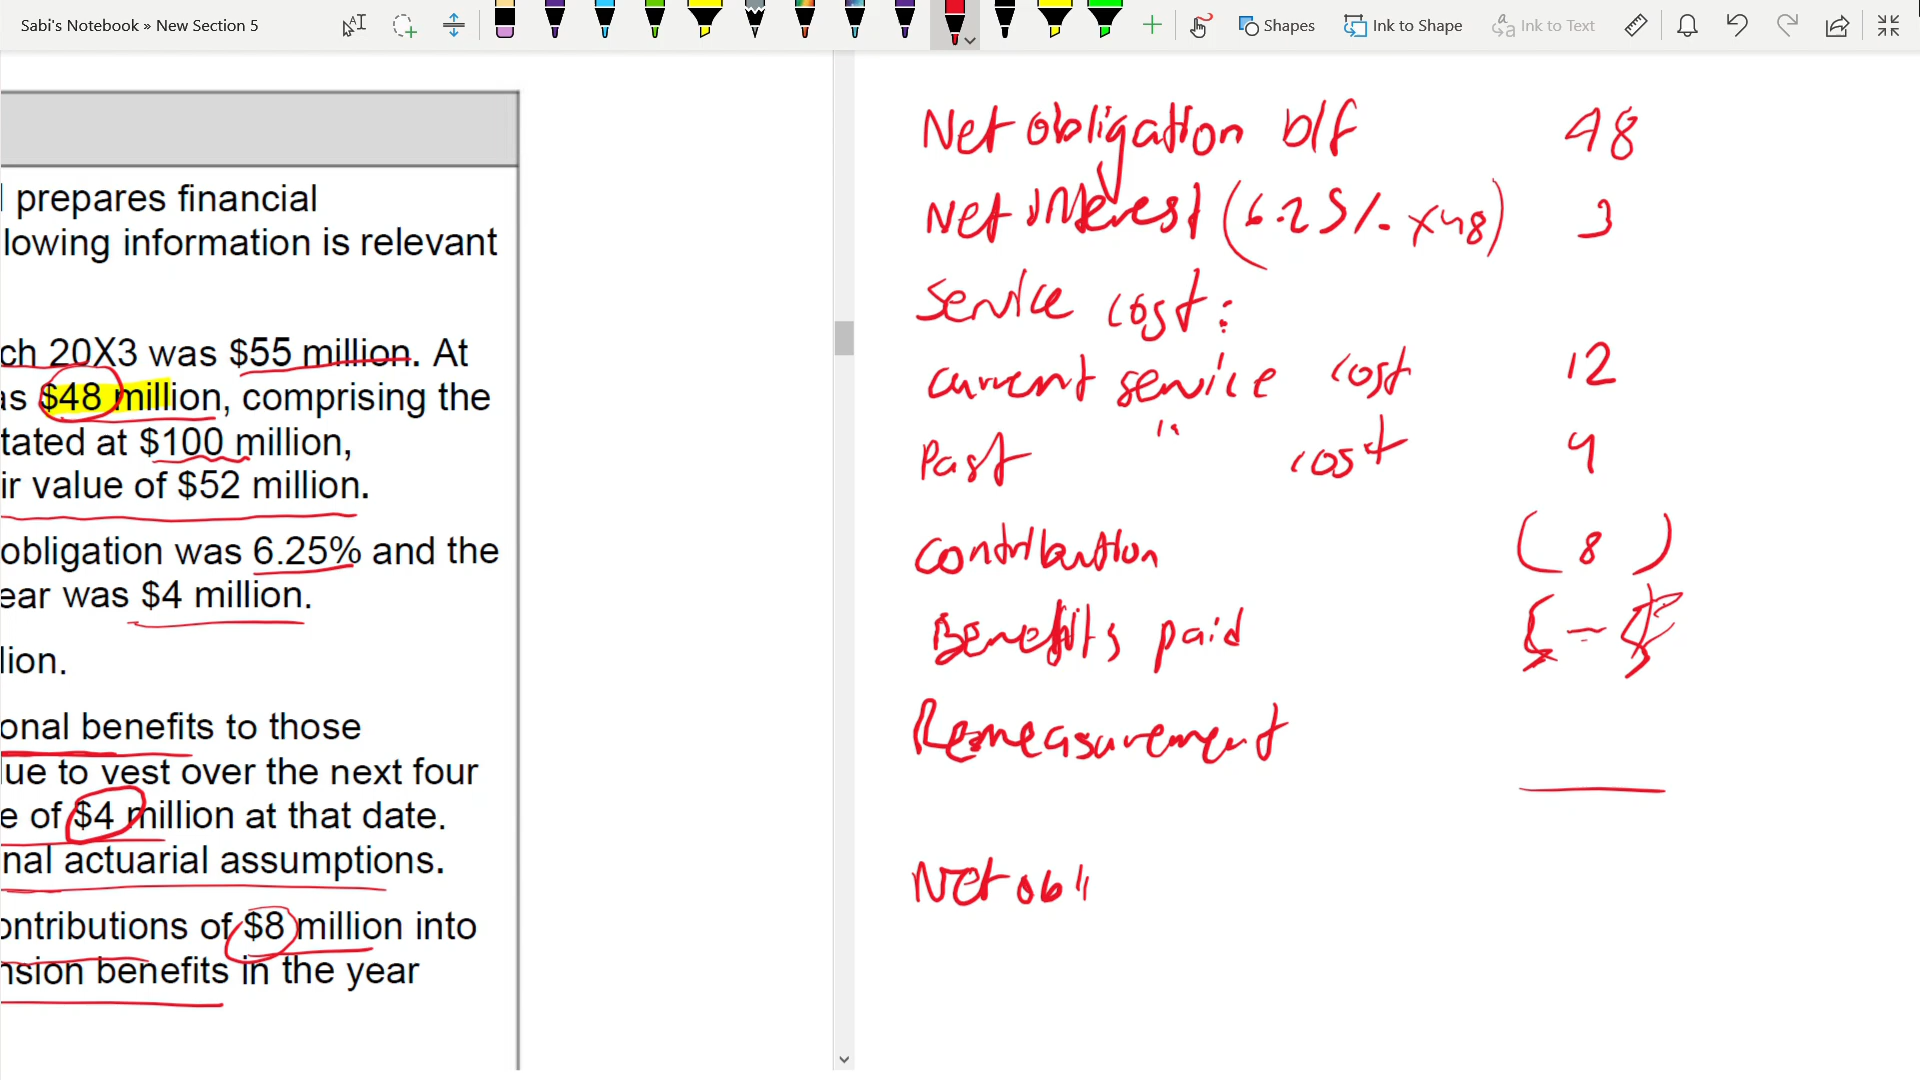 Sabi's Notebook » New Section 5
Shapes
Ink to Shape
Ink to Text
prepares financial
lowing information is relevant
ch 20X3 was $55 million. At
as $48 million, comprising the
tated at $100 million,
ir value of $52 million.
obligation was 6.25% and the
ear was $4 million.
lion.
onal benefits to those
ue to vest over the next four
e of $4 million at that date.
nal actuarial assumptions.
ontributions of $8 million into
nsion benefits in the year
Net obligation b/f 48
Net interest (6.25% x48) 3
Service cost:
current service cost 12
Past " cost 4
Contribution (8)
Benefits paid -
Remeasurement
Net obli